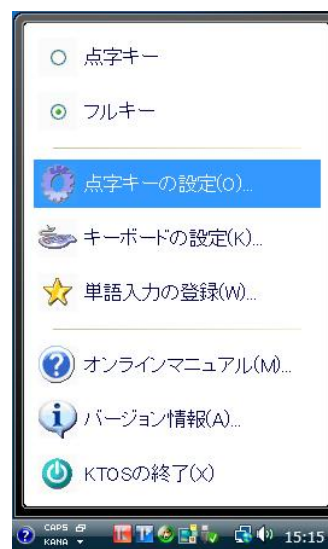 点字キー
フルキー
点字キーの設定(O)...
キーボードの設定(K)...
単語入力の登録(W)...
オンラインマニュアル(M)...
バージョン情報(A)...
KTOSの終了(X)
CAPS
KANA
15:15